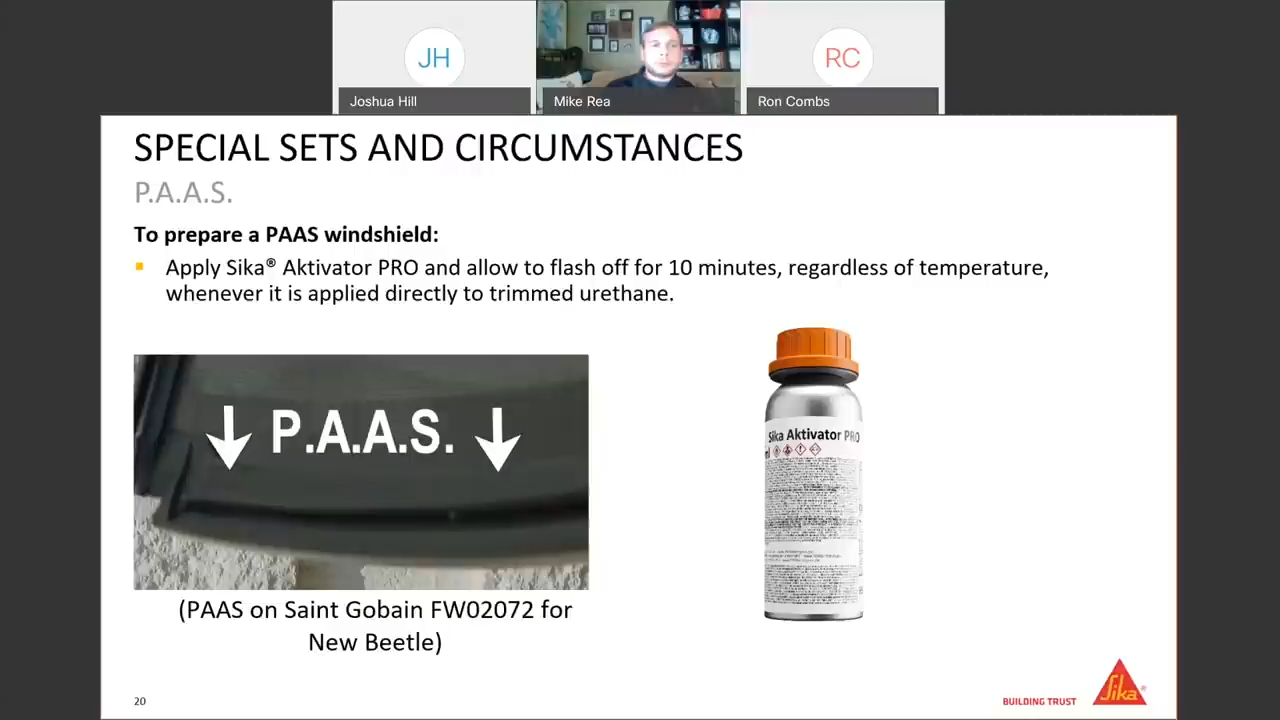 JH
RC
Joshua Hill
Mike Rea
Ron Combs
SPECIAL SETS AND CIRCUMSTANCES
P.A.A.S.
To prepare a PAAS windshield:
Apply Sika® Aktivator PRO and allow to flash off for 10 minutes, regardless of temperature,
whenever it is applied directly to trimmed urethane.
P.A.A.S.
Sika Aktivator PRO
(PAAS on Saint Gobain FW02072 for
New Beetle)
20
BUILDING TRUST
Sika®